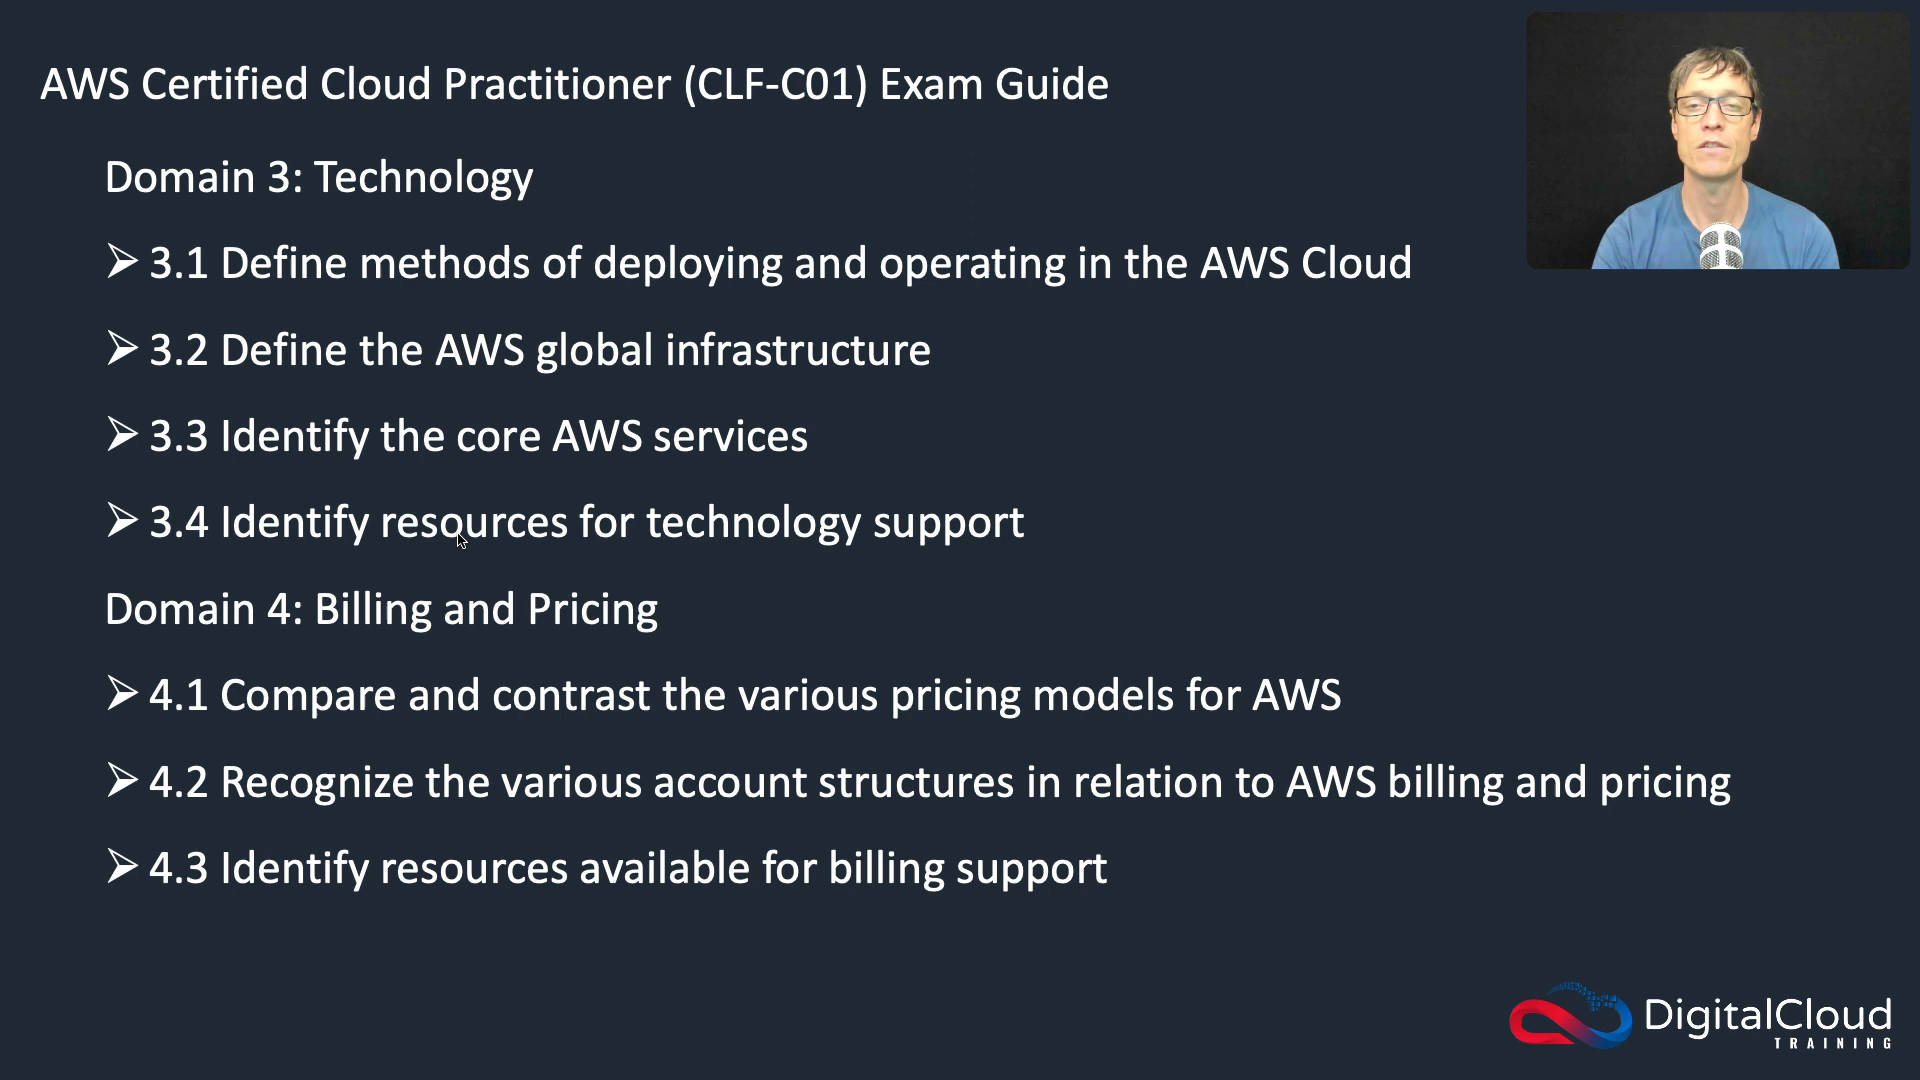 AWS Certified Cloud Practitioner (CLF-C01) Exam Guide
Domain 3: Technology
3.1 Define methods of deploying and operating in the AWS Cloud
3.2 Define the AWS global infrastructure
3.3 Identify the core AWS services
3.4 Identify resources for technology support
Domain 4: Billing and Pricing
4.1 Compare and contrast the various pricing models for AWS
4.2 Recognize the various account structures in relation to AWS billing and pricing
4.3 Identify resources available for billing support
DigitalCloud
TRAINING